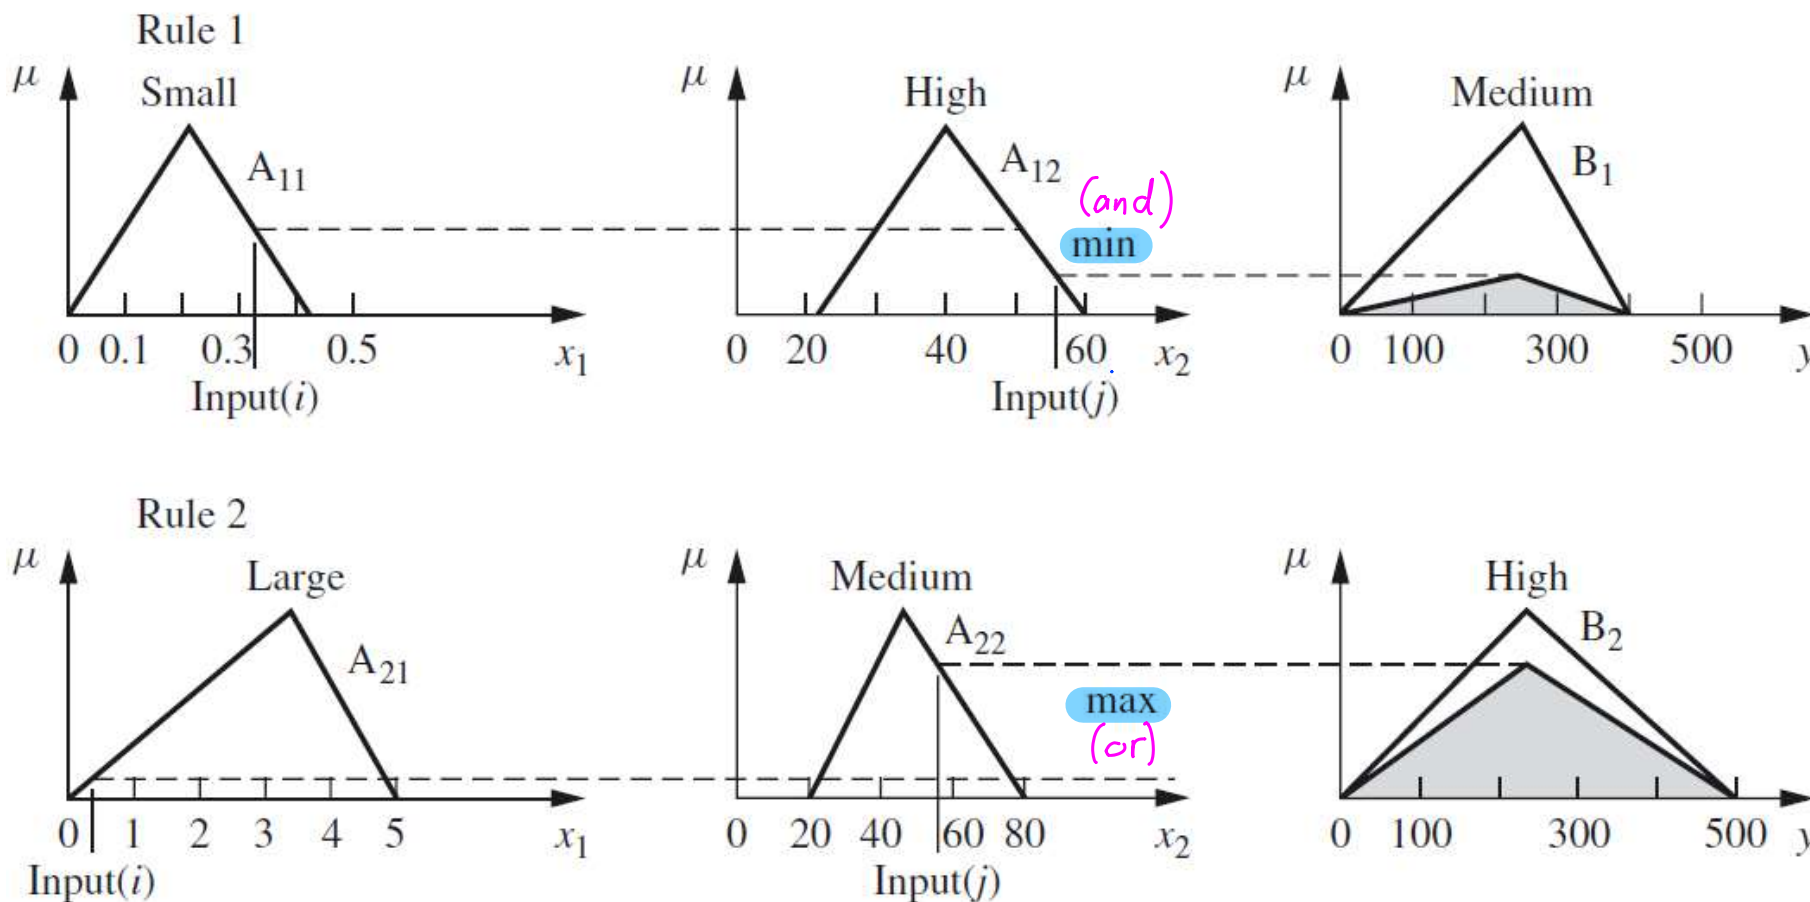 Rule 1
μ Small μ High μ Medium
A11 A12 B1
(and)
min
0 0.1 0.3 0.5 x1 0 20 40 60 x2 0 100 300 500 y
Input(i) Input(j)
Rule 2
μ Large μ Medium μ High
A21 A22 B2
max
(or)
0 1 2 3 4 5 x1 0 20 40 60 80 x2 0 100 300 500 y
Input(i) Input(j)